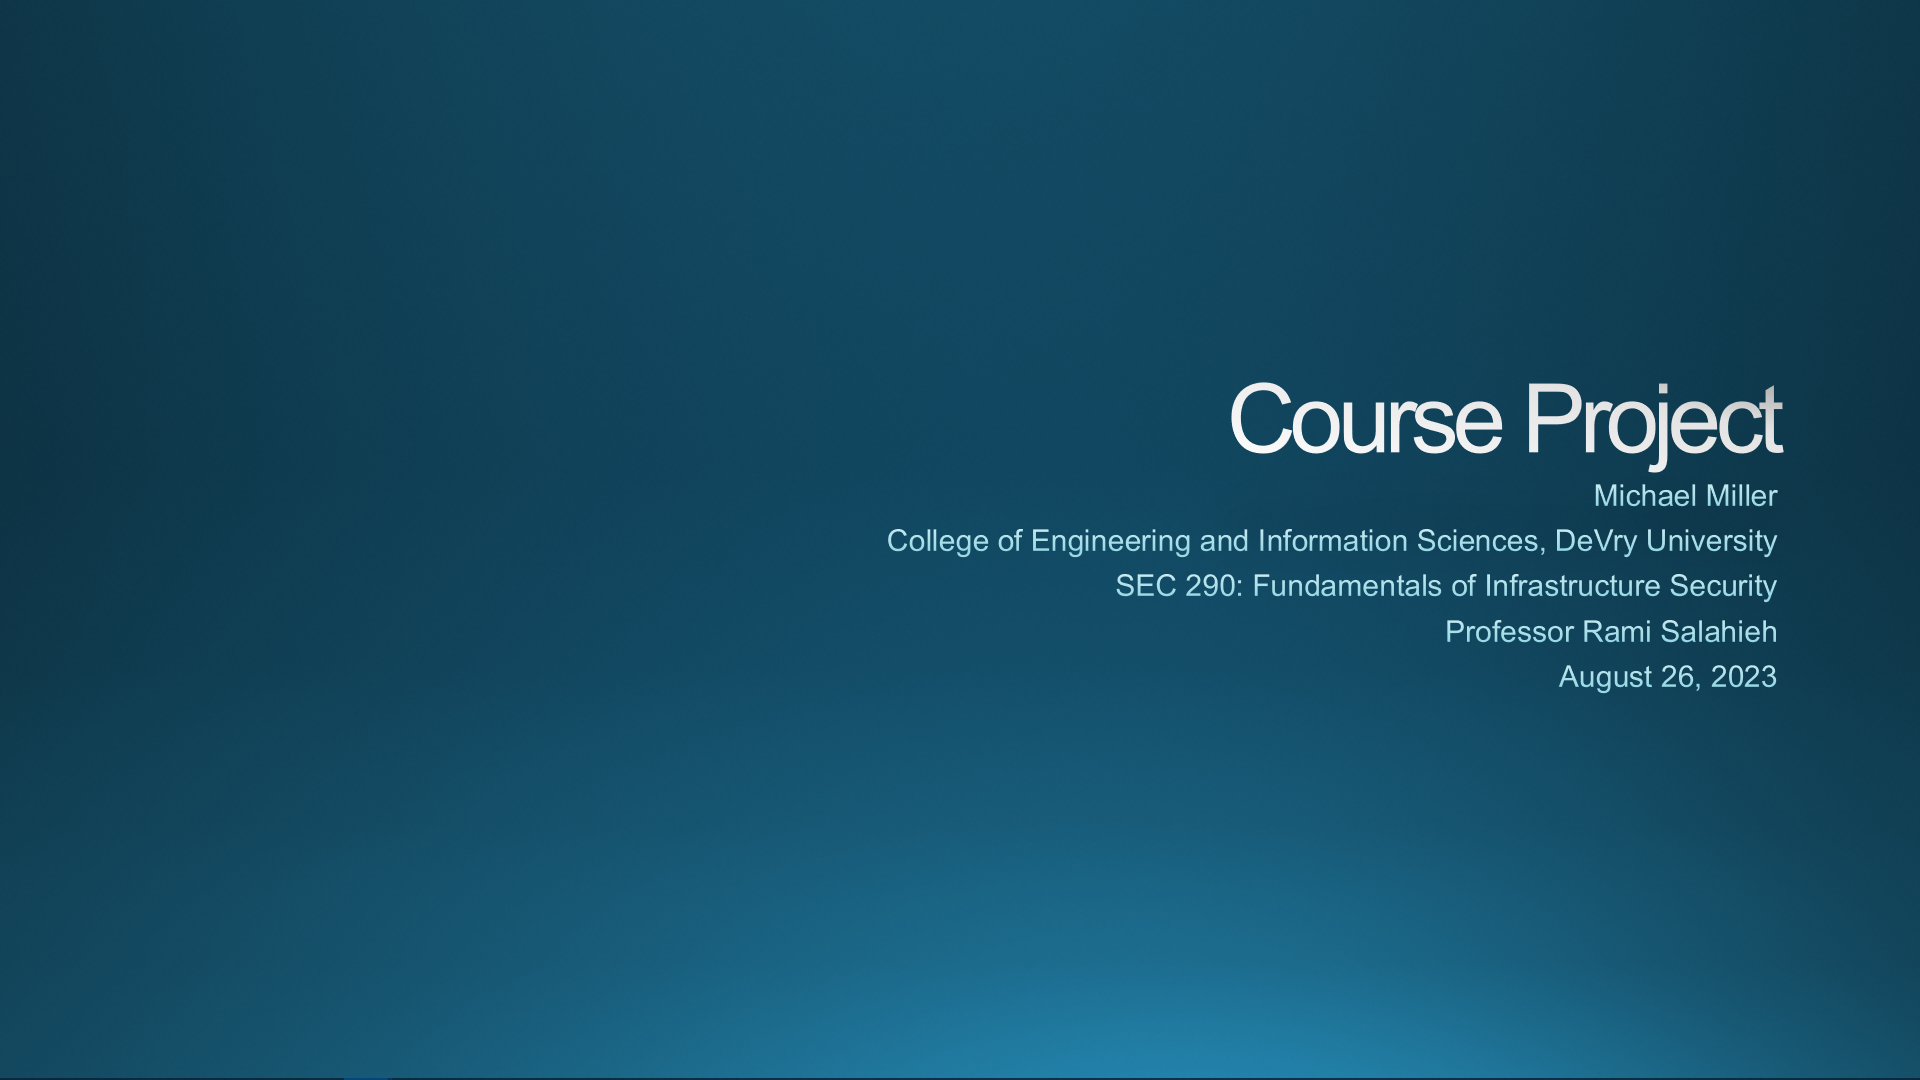 Course Project
Michael Miller
College of Engineering and Information Sciences, DeVry University
SEC 290: Fundamentals of Infrastructure Security
Professor Rami Salahieh
August 26, 2023